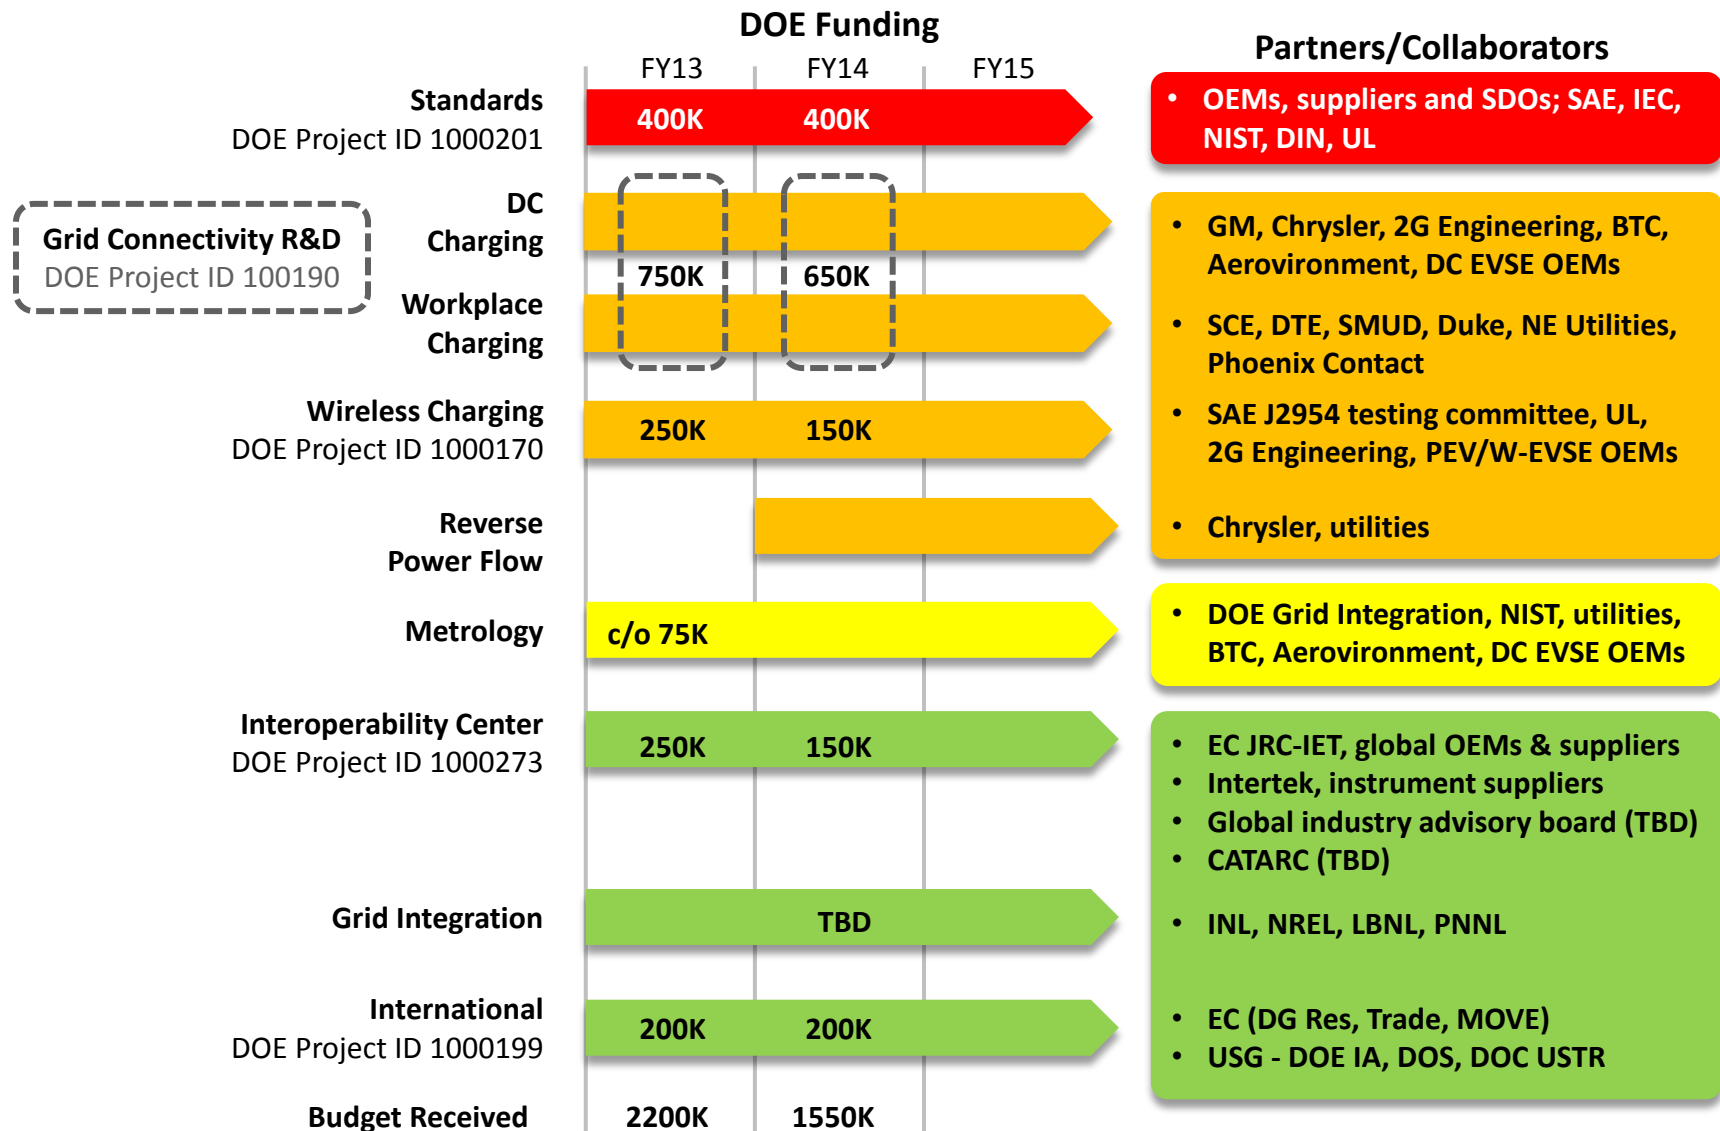 DOE Funding
Partners/Collaborators
FY13 FY14 FY15
Standards
DOE Project ID 1000201
400K 400K
• OEMs, suppliers and SDOs; SAE, IEC,
NIST, DIN, UL
Grid Connectivity R&D
DOE Project ID 100190
DC
Charging
750K 650K
Workplace
Charging
• GM, Chrysler, 2G Engineering, BTC,
Aerovironment, DC EVSE OEMs
• SCE, DTE, SMUD, Duke, NE Utilities,
Phoenix Contact
Wireless Charging
DOE Project ID 1000170
250K 150K
• SAE J2954 testing committee, UL,
2G Engineering, PEV/W-EVSE OEMs
Reverse
Power Flow
• Chrysler, utilities
Metrology
c/o 75K
• DOE Grid Integration, NIST, utilities,
BTC, Aerovironment, DC EVSE OEMs
Interoperability Center
DOE Project ID 1000273
250K 150K
• EC JRC-IET, global OEMs & suppliers
• Intertek, instrument suppliers
• Global industry advisory board (TBD)
• CATARC (TBD)
Grid Integration
TBD
• INL, NREL, LBNL, PNNL
International
DOE Project ID 1000199
200K 200K
• EC (DG Res, Trade, MOVE)
• USG - DOE IA, DOS, DOC USTR
Budget Received 2200K 1550K